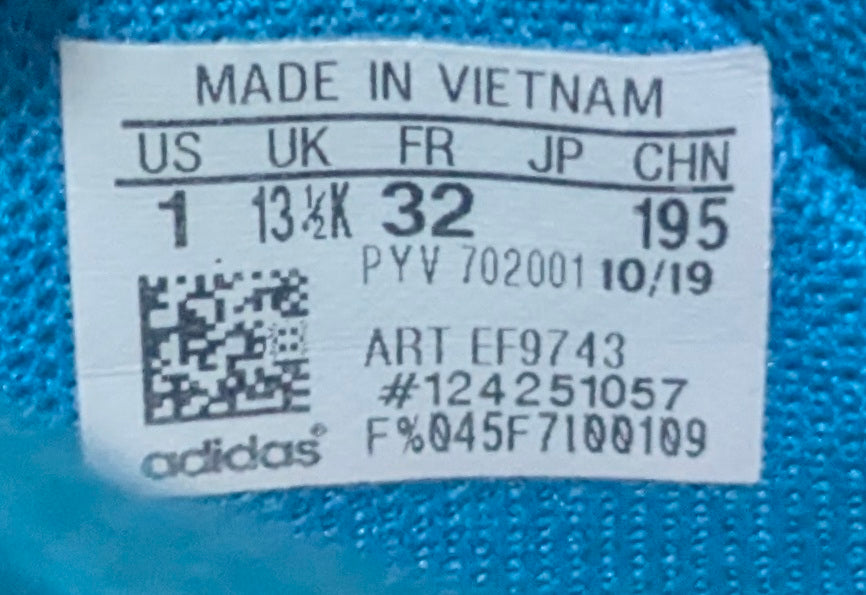 MADE IN VIETNAM
US UK FR JP CHN
1 13½K 32 195
PYV 702001 10/19
ART EF9743
#124251057
F%045F7100109
adidas®